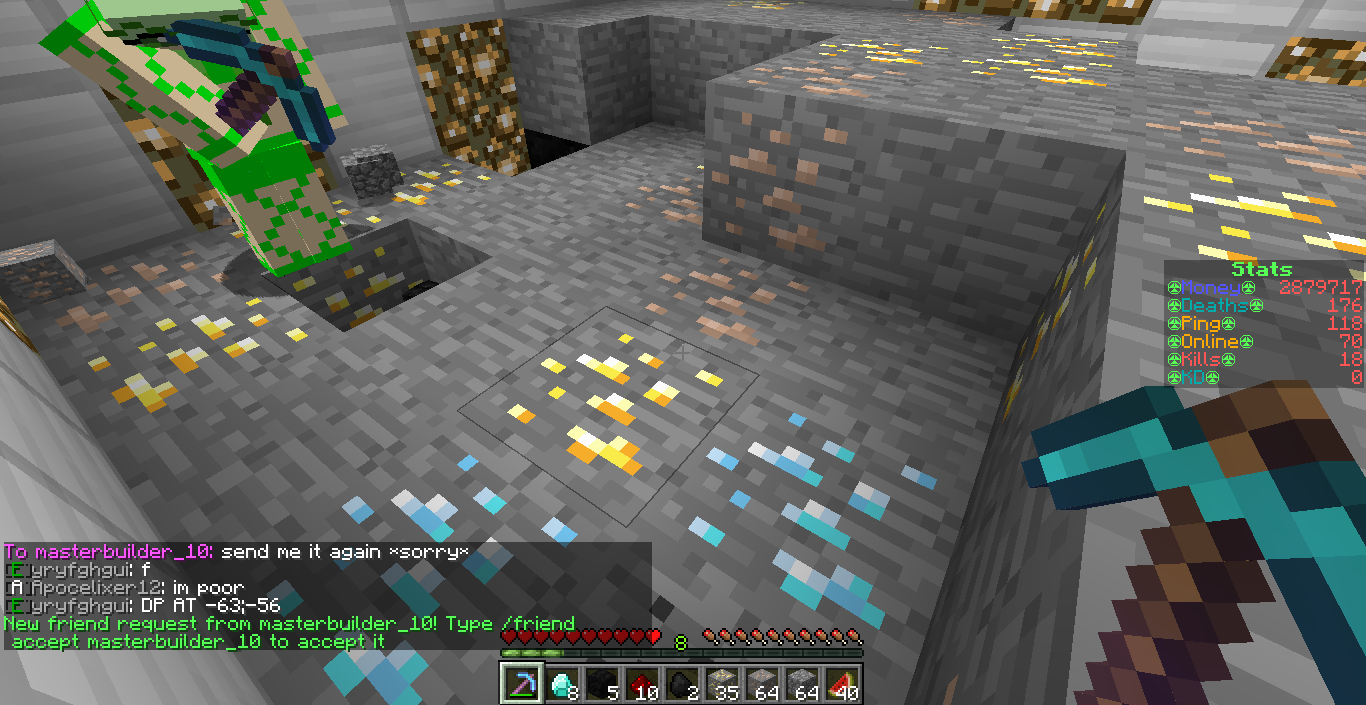 Stats
Money 2879717
Deaths 176
Ping 118
Online 70
Kills 18
KD 0
To masterbuilder_10: send me it again *sorry*
E yryfghgui: f
A Apocelixer12: im poor
E yryfghgui: DP AT -63;-56
New friend request from masterbuilder_10! Type /friend
accept masterbuilder_10 to accept it
8
8 5 10 2 35 64 64 40